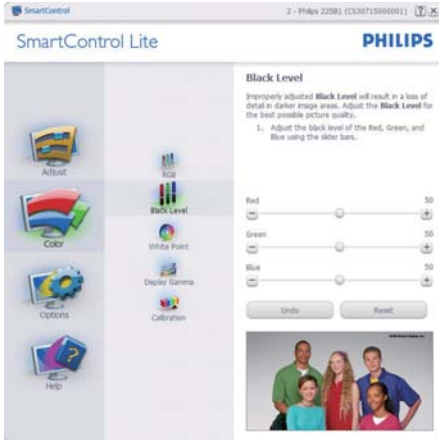 SmartControl
2 - Philips 225B1 (CS30715000001)
SmartControl Lite
PHILIPS
Adjust
Color
Options
Help
RGB
Black Level
White Point
Display Gamma
Calibration
Black Level
Improperly adjusted Black Level will result in a loss of
detail in darker image areas. Adjust the Black Level for
the best possible picture quality.
1. Adjust the black level of the Red, Green, and
Blue using the slider bars.
Red 50
Green 50
Blue 50
Undo Reset